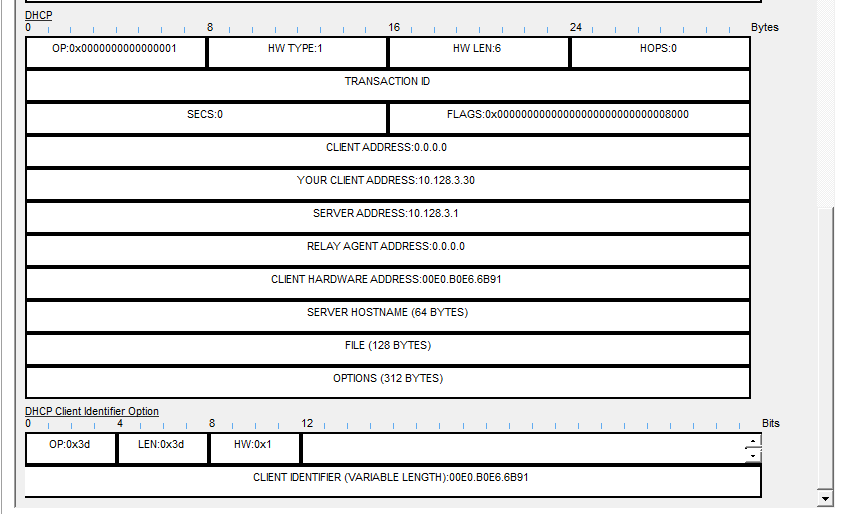 DHCP
0 8 16 24 Bytes
OP:0x0000000000000001 HW TYPE:1 HW LEN:6 HOPS:0
TRANSACTION ID
SECS:0 FLAGS:0x00000000000000000000000000008000
CLIENT ADDRESS:0.0.0.0
YOUR CLIENT ADDRESS:10.128.3.30
SERVER ADDRESS:10.128.3.1
RELAY AGENT ADDRESS:0.0.0.0
CLIENT HARDWARE ADDRESS:00E0.B0E6.6B91
SERVER HOSTNAME (64 BYTES)
FILE (128 BYTES)
OPTIONS (312 BYTES)
DHCP Client Identifier Option
0 4 8 12 Bits
OP:0x3d LEN:0x3d HW:0x1
CLIENT IDENTIFIER (VARIABLE LENGTH):00E0.B0E6.6B91